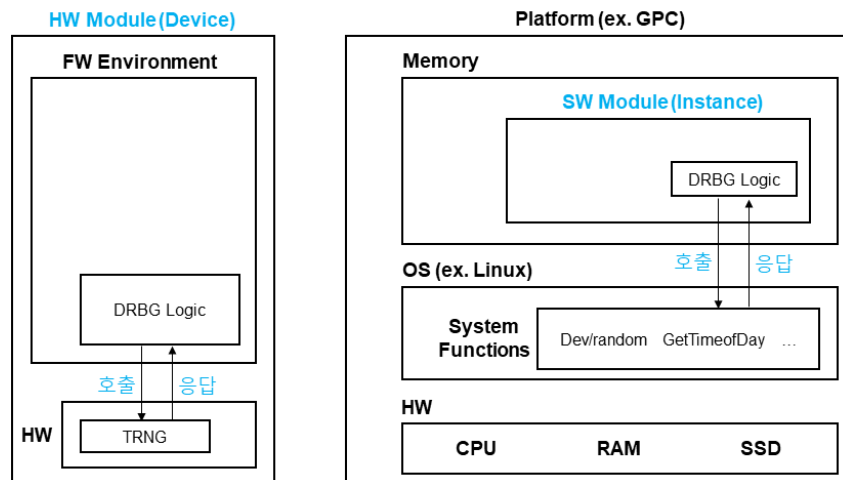 HW Module(Device)
FW Environment
DRBG Logic
호출 응답
HW
TRNG
Platform (ex. GPC)
Memory
SW Module(Instance)
DRBG Logic
호출 응답
OS (ex. Linux)
System
Functions
Dev/random GetTimeofDay ...
HW
CPU RAM SSD